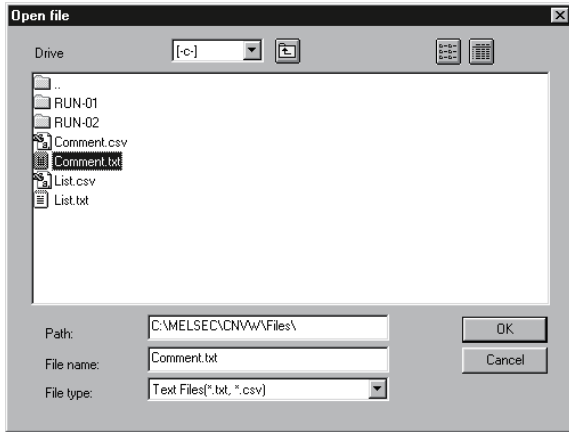 Open file
Drive [-c-]
..
RUN-01
RUN-02
Comment.csv
Comment.txt
List.csv
List.txt
Path: C:\MELSEC\CNVW\Files\
OK
File name: Comment.txt
Cancel
File type: Text Files(*.txt, *.csv)